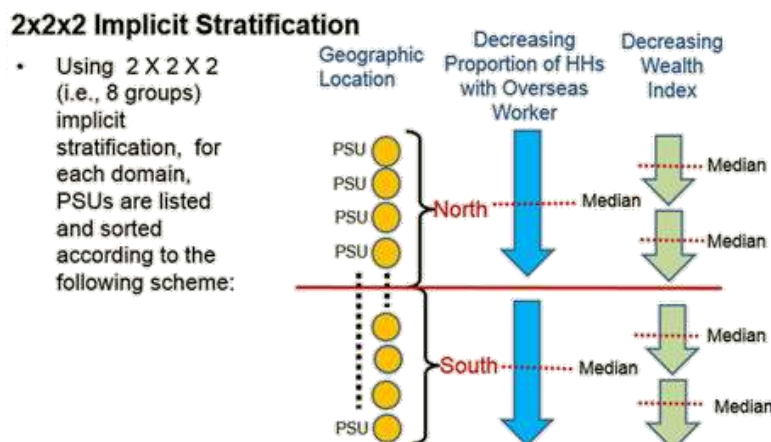 2x2x2 Implicit Stratification
• Using 2 X 2 X 2
(i.e., 8 groups)
implicit
stratification, for
each domain,
PSUs are listed
and sorted
according to the
following scheme:
Geographic
Location
Decreasing
Proportion of HHs
with Overseas
Worker
Decreasing
Wealth
Index
PSU
PSU
PSU
PSU
North
Median
Median
Median
PSU
South
Median
Median
Median